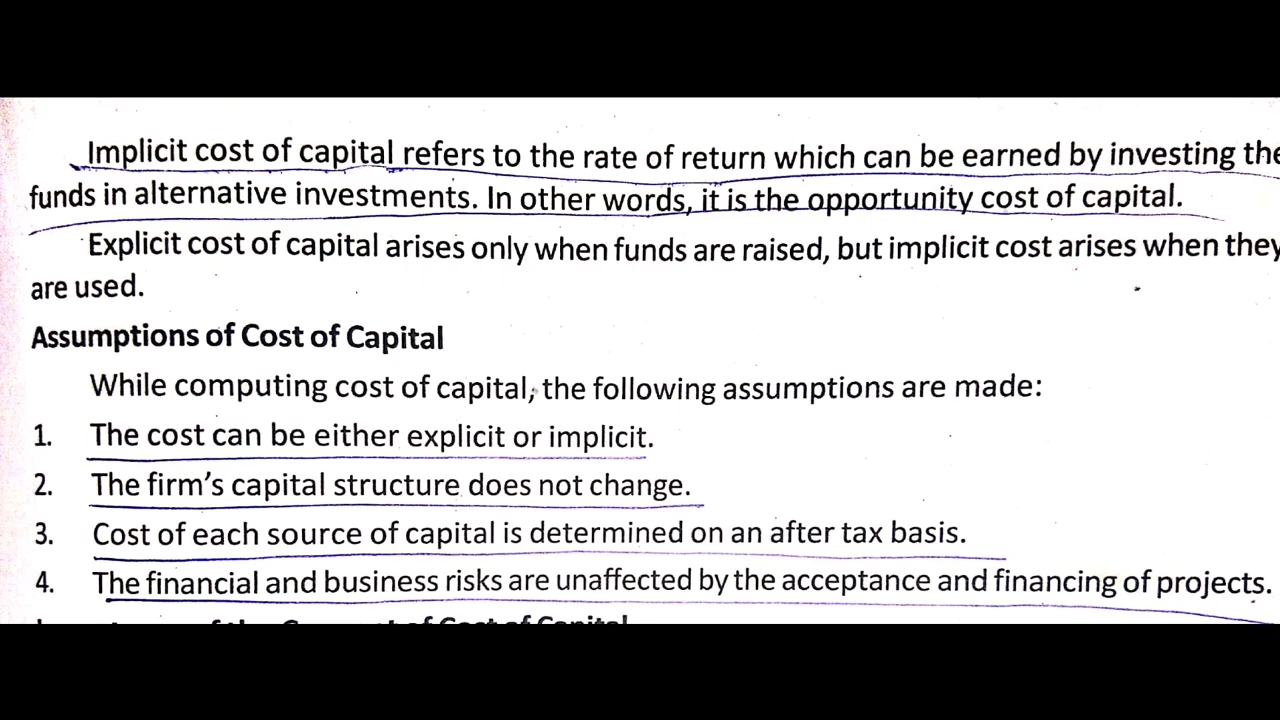 Implicit cost of capital refers to the rate of return which can be earned by investing the
funds in alternative investments. In other words, it is the opportunity cost of capital.
Explicit cost of capital arises only when funds are raised, but implicit cost arises when they
are used.
Assumptions of Cost of Capital
While computing cost of capital, the following assumptions are made:
1. The cost can be either explicit or implicit.
2. The firm's capital structure does not change.
3. Cost of each source of capital is determined on an after tax basis.
4. The financial and business risks are unaffected by the acceptance and financing of projects.
of Cost of Capital